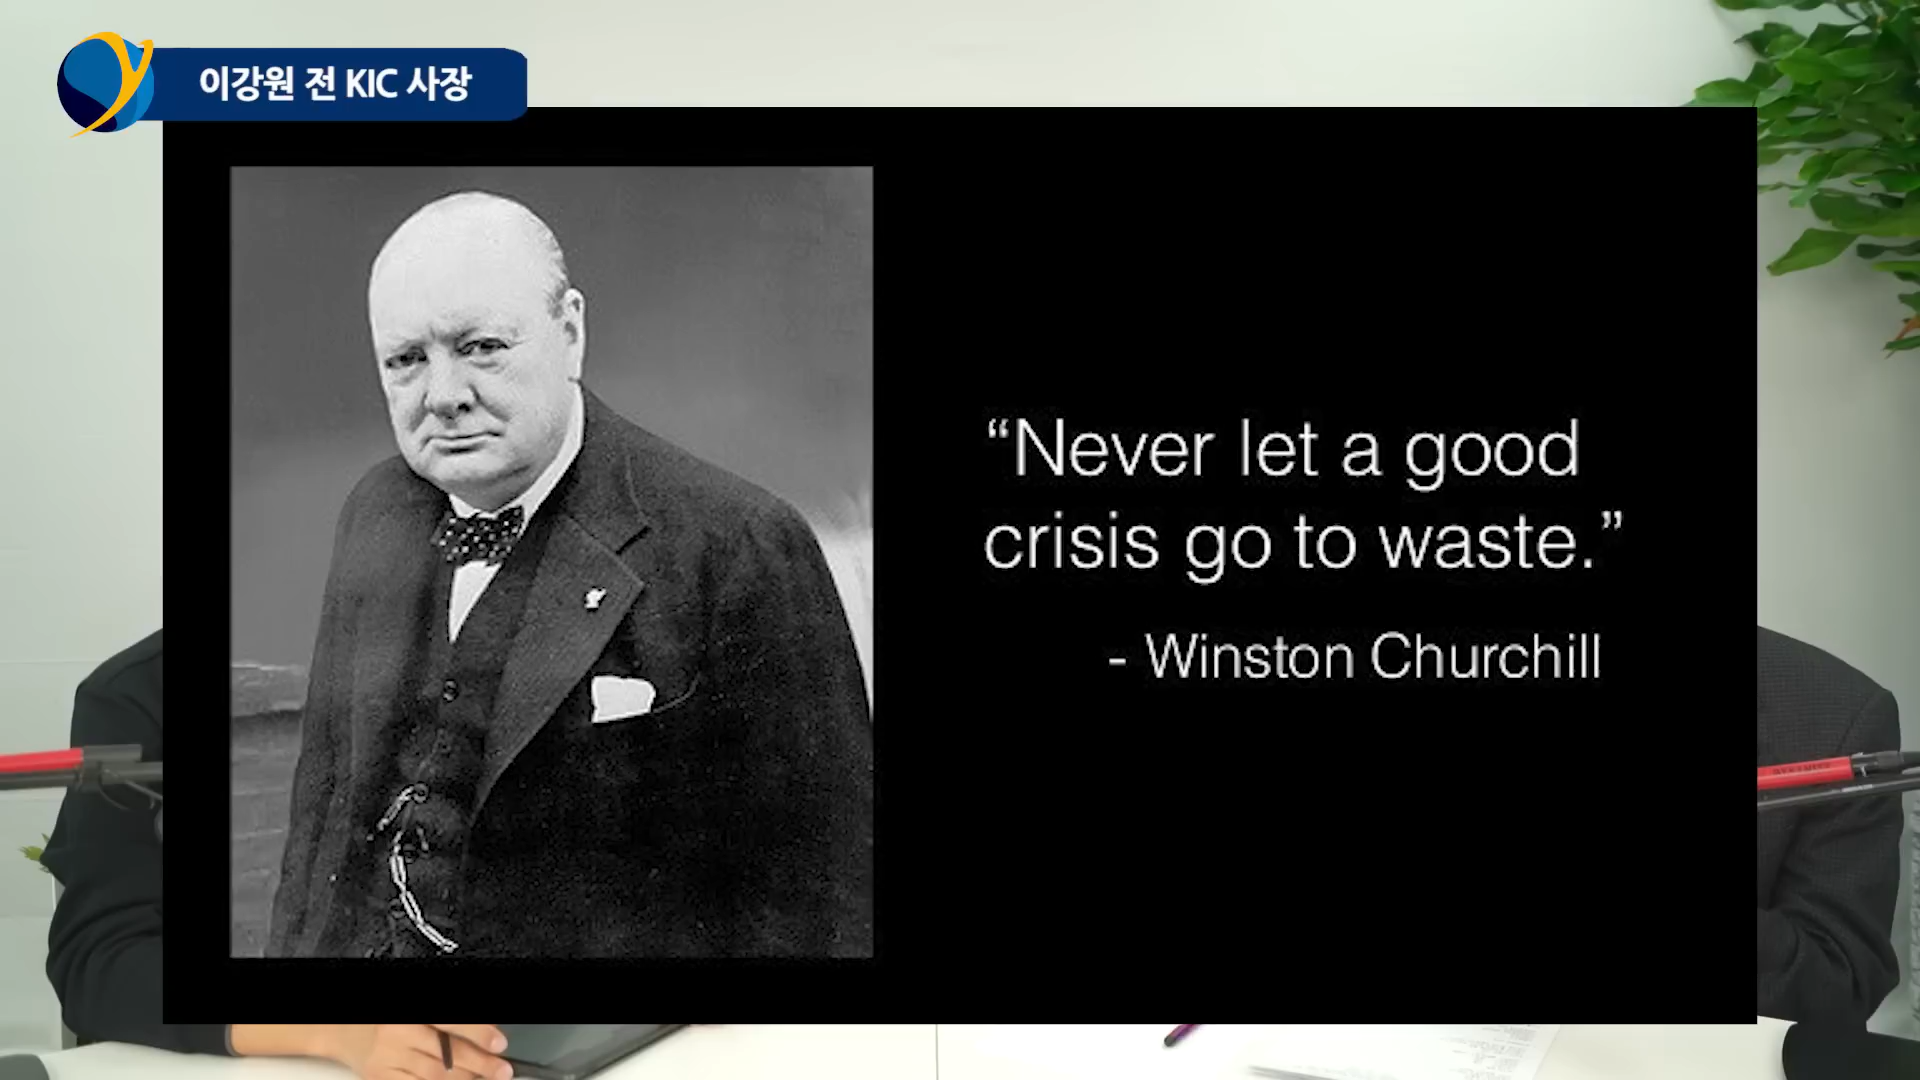 이강원 전 KIC 사장
“Never let a good
crisis go to waste.”
- Winston Churchill